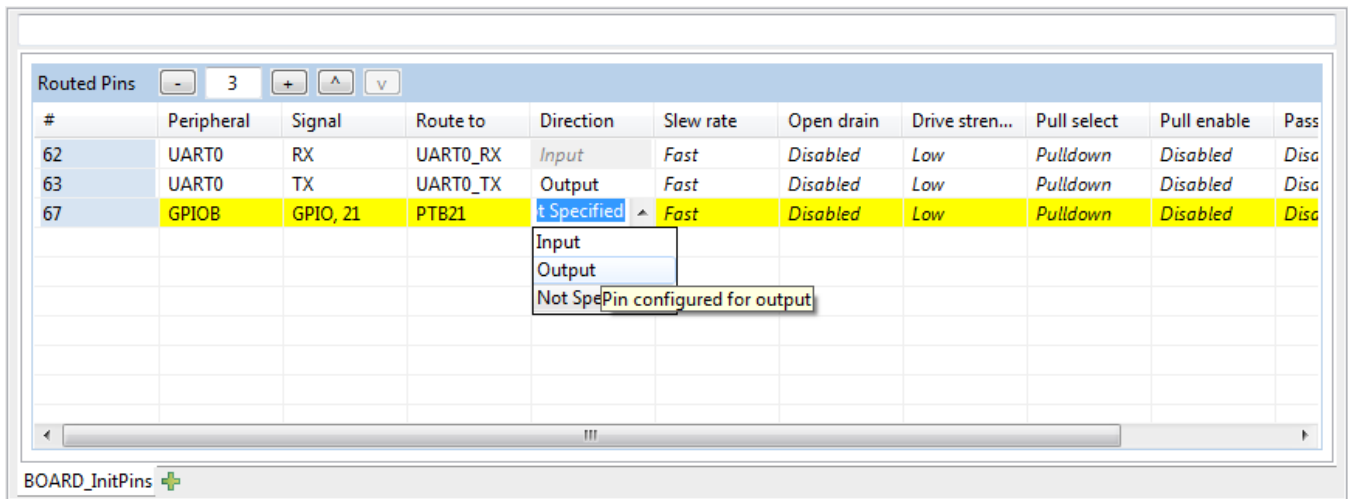 Routed Pins - 3 + ^ v
# Peripheral Signal Route to Direction Slew rate Open drain Drive stren... Pull select Pull enable Pass
62 UART0 RX UART0_RX Input Fast Disabled Low Pulldown Disabled Disa
63 UART0 TX UART0_TX Output Fast Disabled Low Pulldown Disabled Disa
67 GPIOB GPIO, 21 PTB21 t Specified Fast Disabled Low Pulldown Disabled Disa
Input
Output
Not Spe Pin configured for output
BOARD_InitPins